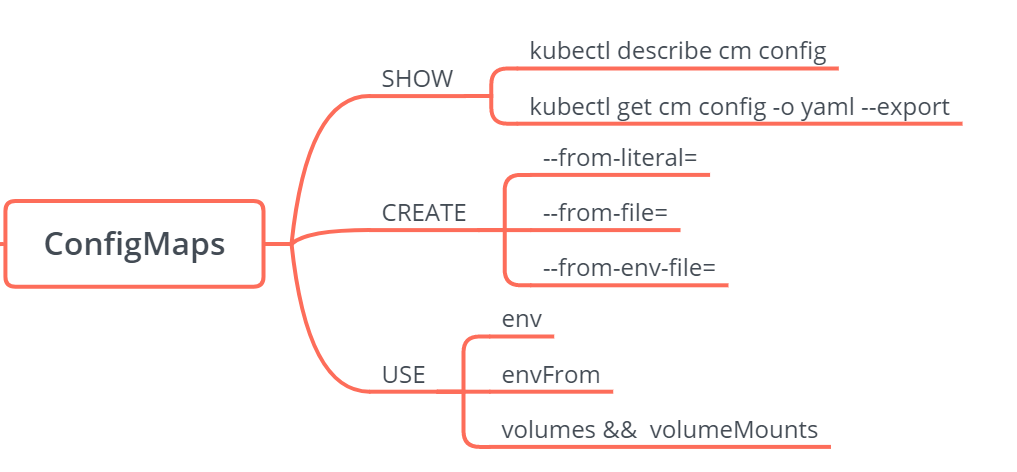 ConfigMaps
SHOW
kubectl describe cm config
kubectl get cm config -o yaml --export
CREATE
--from-literal=
--from-file=
--from-env-file=
USE
env
envFrom
volumes &&  volumeMounts